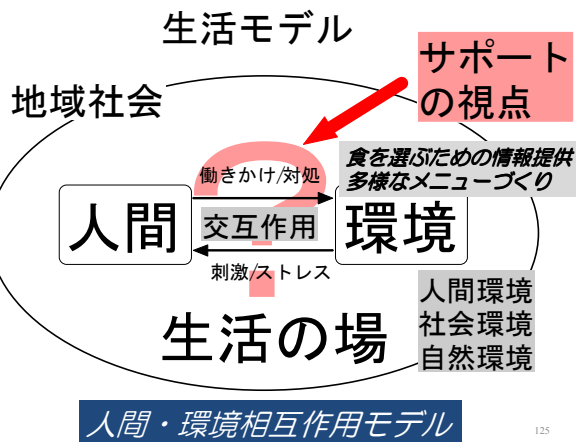 生活モデル
サポート
の視点
地域社会
食を選ぶための情報提供
多様なメニューづくり
働きかけ/対処
人間
交互作用
環境
?
刺激/ストレス
人間環境
社会環境
自然環境
生活の場
人間・環境相互作用モデル
125